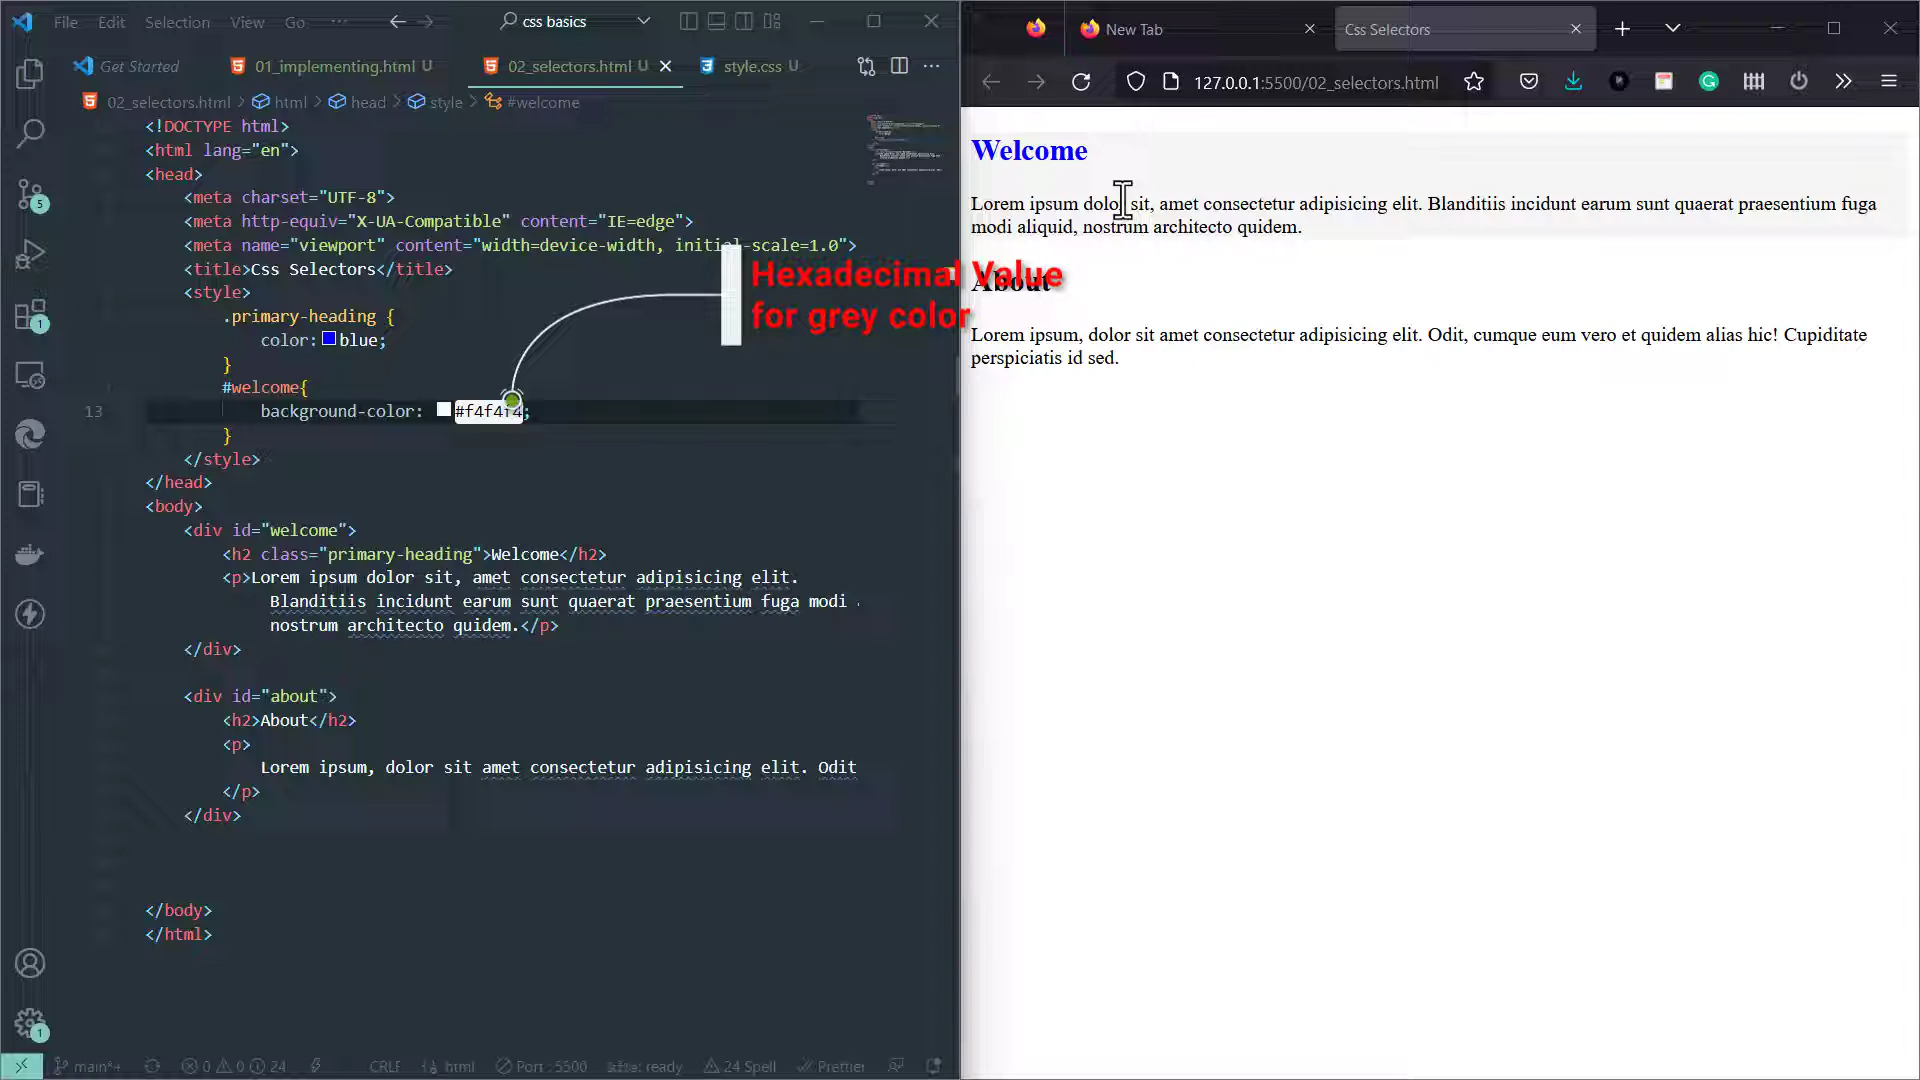 File Edit Selection View Go ··· css basics
Get Started 01_implementing.html U 02_selectors.html U style.css U
02_selectors.html > html > head > style > #welcome
<!DOCTYPE html>
<html lang="en">
<head>
<meta charset="UTF-8">
<meta http-equiv="X-UA-Compatible" content="IE=edge">
<meta name="viewport" content="width=device-width, initial-scale=1.0">
<title>Css Selectors</title>
<style>
.primary-heading {
color: blue;
}
#welcome{
13 background-color: #f4f4f4;
}
</style>
</head>
<body>
<div id="welcome">
<h2 class="primary-heading">Welcome</h2>
<p>Lorem ipsum dolor sit, amet consectetur adipisicing elit.
Blanditiis incidunt earum sunt quaerat praesentium fuga modi
nostrum architecto quidem.</p>
</div>
<div id="about">
<h2>About</h2>
<p>
Lorem ipsum, dolor sit amet consectetur adipisicing elit. Odit
</p>
</div>
</body>
</html>
Hexadecimal Value
for grey color
5
1
1
main*+ 0 0 24 CRLF html Port : 5500 ready 24 Spell Prettier
New Tab Css Selectors
127.0.0.1:5500/02_selectors.html
Welcome
Lorem ipsum dolor sit, amet consectetur adipisicing elit. Blanditiis incidunt earum sunt quaerat praesentium fuga
modi aliquid, nostrum architecto quidem.
About
Lorem ipsum, dolor sit amet consectetur adipisicing elit. Odit, cumque eum vero et quidem alias hic! Cupiditate
perspiciatis id sed.